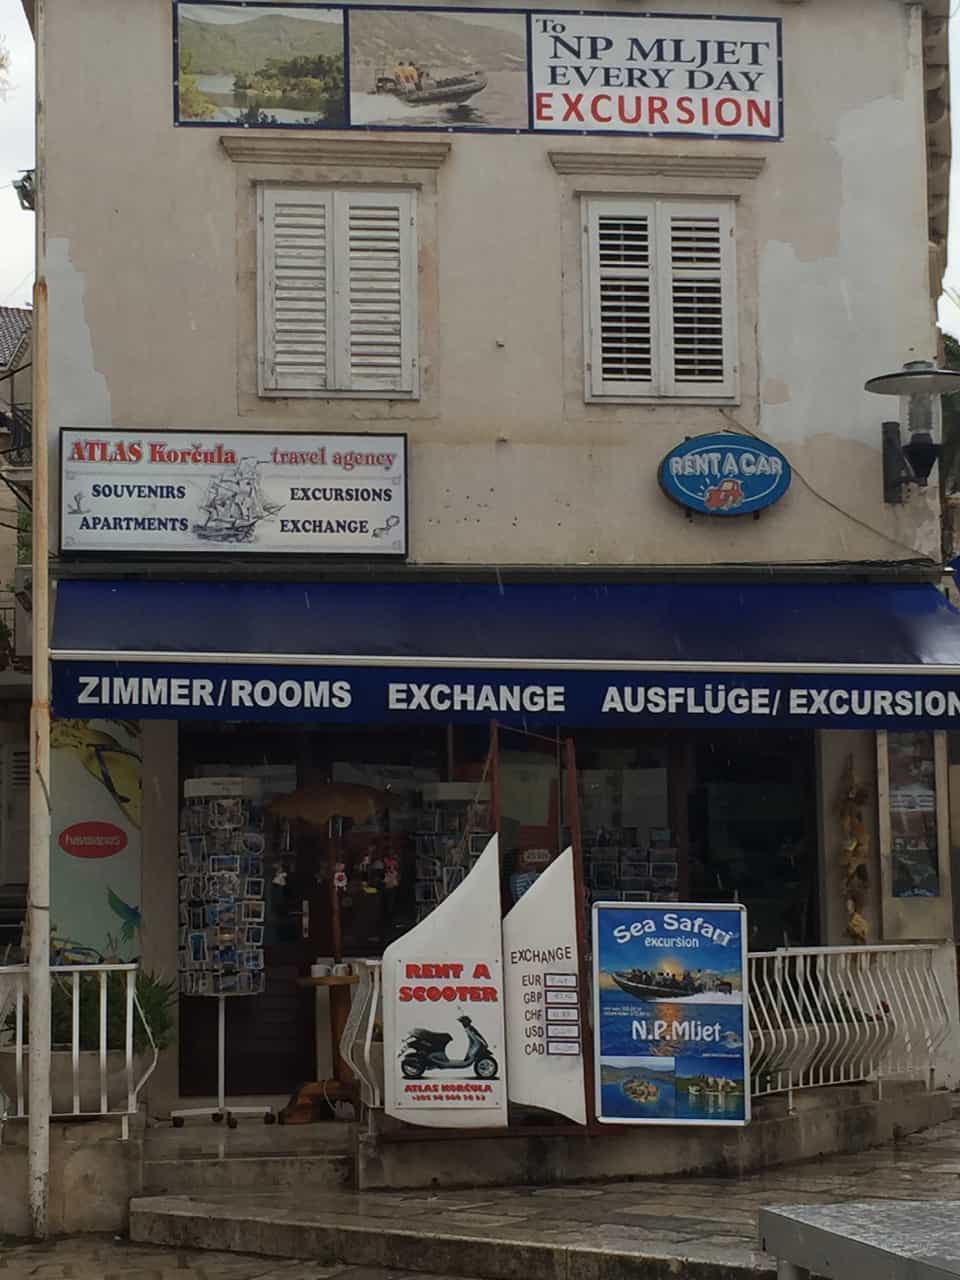 To
NP MLJET
EVERY DAY
EXCURSION
ATLAS Korčula travel agency
SOUVENIRS EXCURSIONS
APARTMENTS EXCHANGE
RENT A CAR
ZIMMER/ROOMS EXCHANGE AUSFLÜGE/EXCURSION
havaianas
RENT A
SCOOTER
ATLAS KORČULA
EXCHANGE
EUR
GBP
CHF
USD
CAD
Sea Safari
excursion
N.P.Mljet